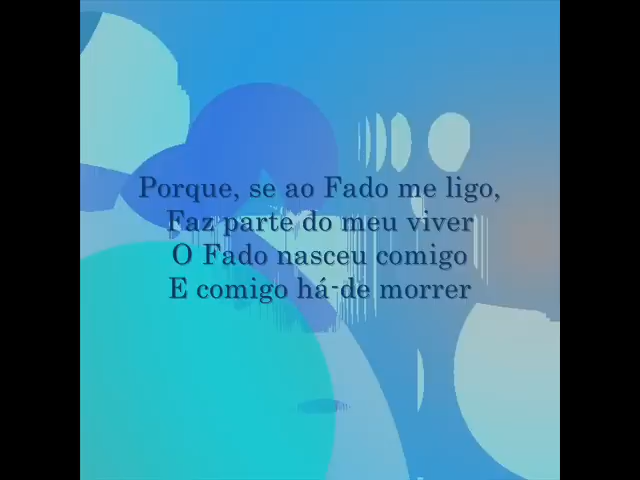 Porque, se ao Fado me ligo,
Faz parte do meu viver
O Fado nasceu comigo
E comigo há-de morrer